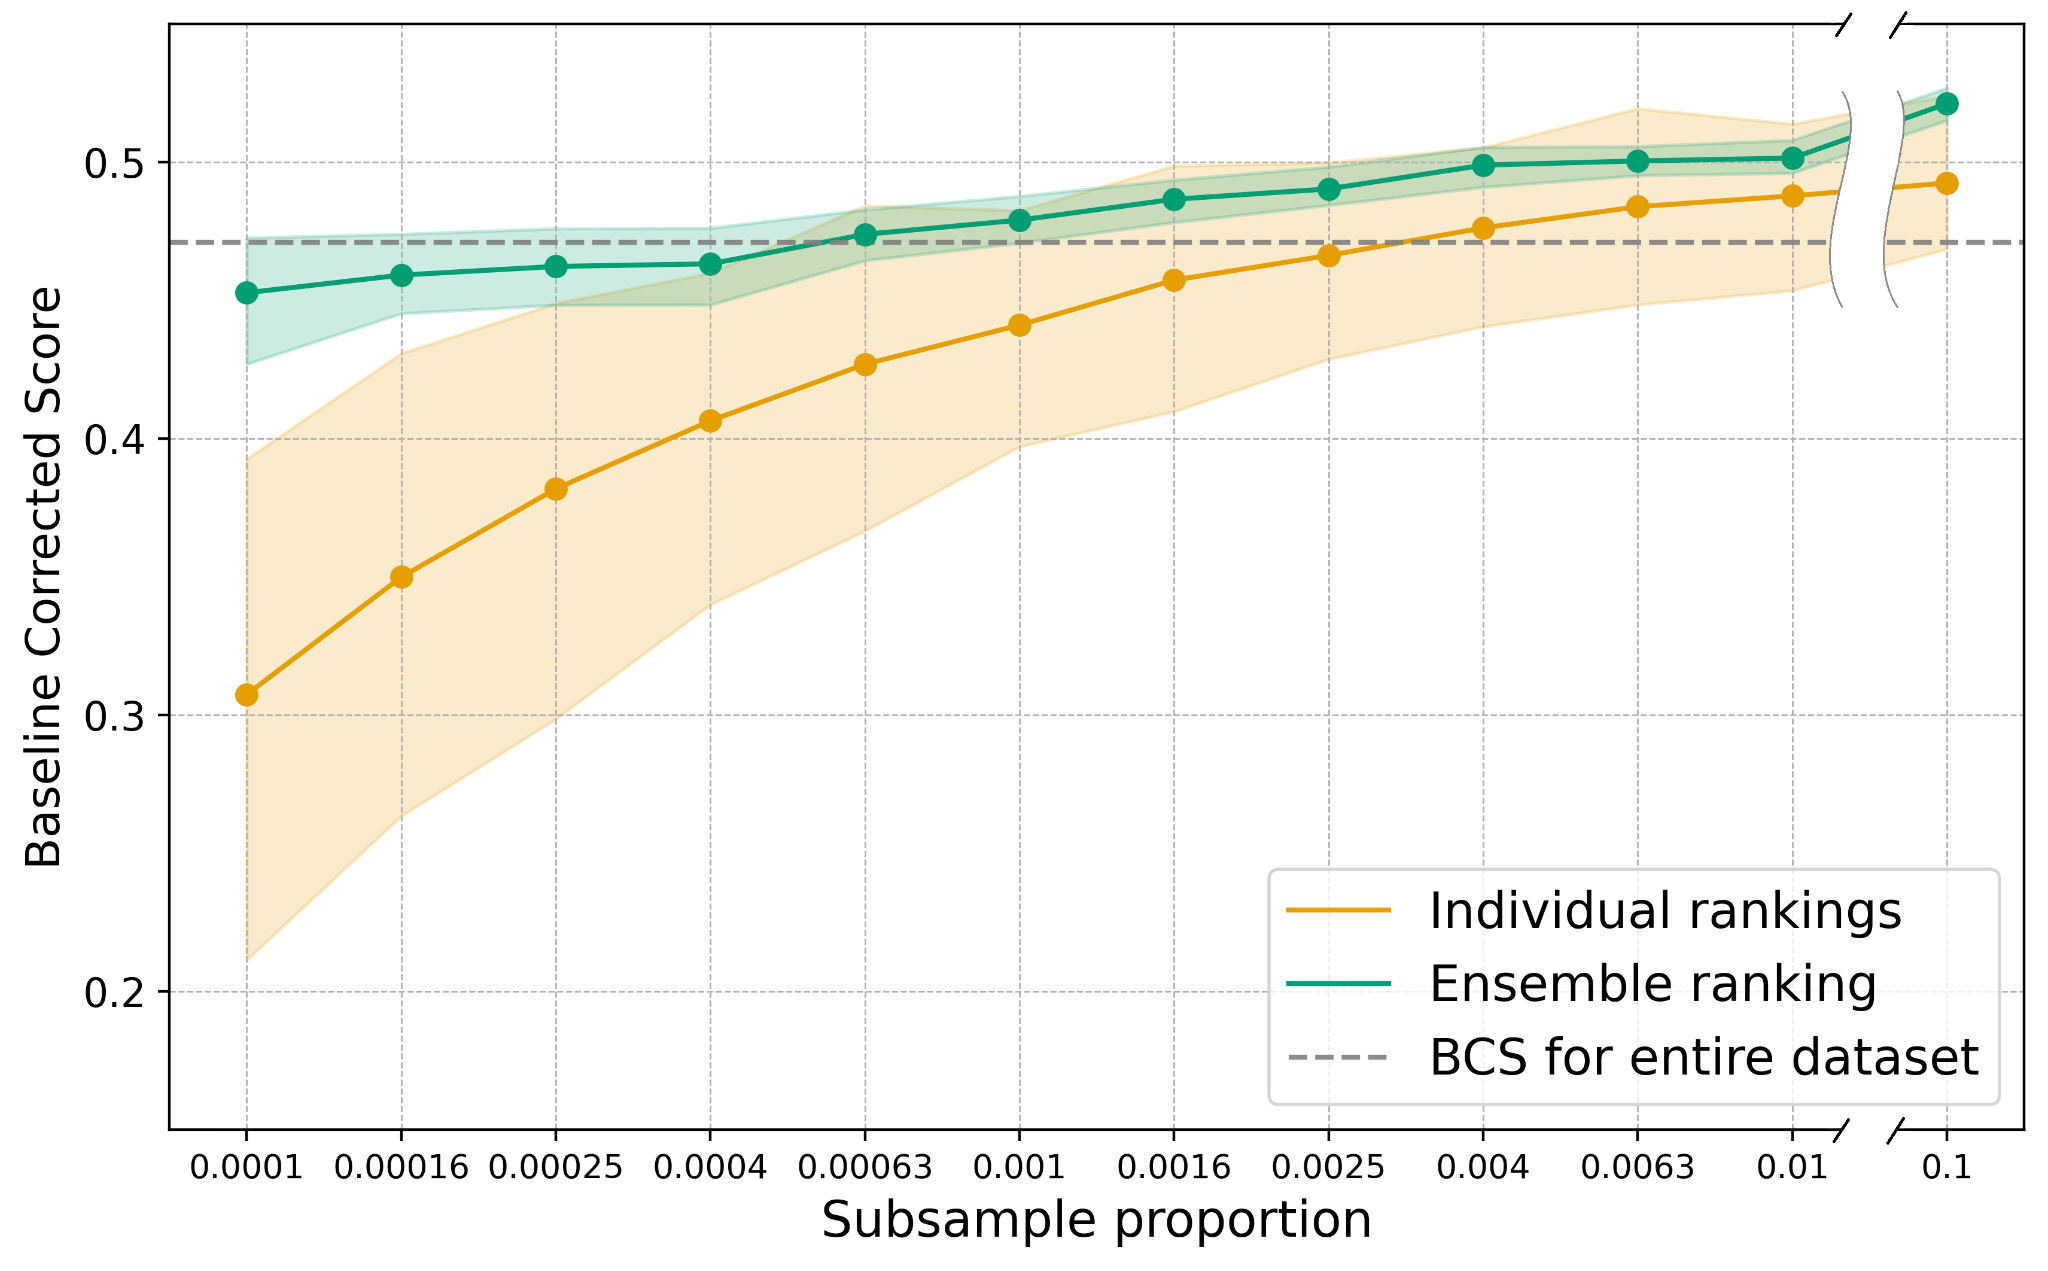 0.5
0.4
0.3
0.2
Baseline Corrected Score
Individual rankings
Ensemble ranking
BCS for entire dataset
0.0001 0.00016 0.00025 0.0004 0.00063 0.001 0.0016 0.0025 0.004 0.0063 0.01 0.1
Subsample proportion